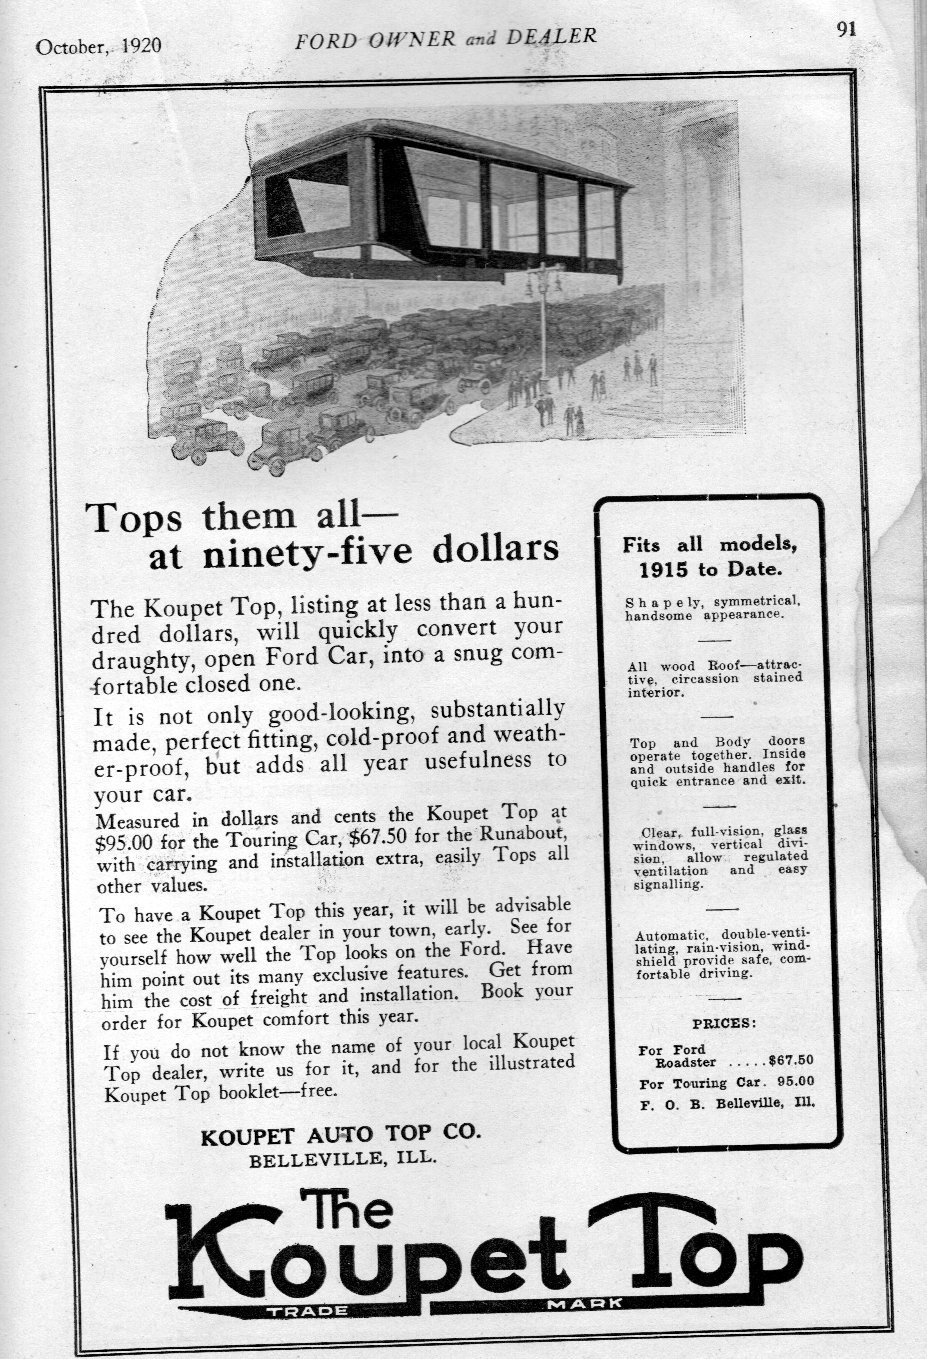 October, 1920
FORD OWNER and DEALER
91
Tops them all—
at ninety-five dollars
The Koupet Top, listing at less than a hun-
dred dollars, will quickly convert your
draughty, open Ford Car, into a snug com-
fortable closed one.
It is not only good-looking, substantially
made, perfect fitting, cold-proof and weath-
er-proof, but adds all year usefulness to
your car.
Measured in dollars and cents the Koupet Top at
$95.00 for the Touring Car, $67.50 for the Runabout,
with carrying and installation extra, easily Tops all
other values.
To have a Koupet Top this year, it will be advisable
to see the Koupet dealer in your town, early. See for
yourself how well the Top looks on the Ford. Have
him point out its many exclusive features. Get from
him the cost of freight and installation. Book your
order for Koupet comfort this year.
If you do not know the name of your local Koupet
Top dealer, write us for it, and for the illustrated
Koupet Top booklet—free.
KOUPET AUTO TOP CO.
BELLEVILLE, ILL.
Fits all models,
1915 to Date.
Shapely, symmetrical,
handsome appearance.
All wood Roof—attrac-
tive, circassion stained
interior.
Top and Body doors
operate together. Inside
and outside handles for
quick entrance and exit.
Clear, full-vision, glass
windows, vertical divi-
sion, allow regulated
ventilation and easy
signalling.
Automatic, double-venti-
lating, rain-vision, wind-
shield provide safe, com-
fortable driving.
PRICES:
For Ford
Roadster .....$67.50
For Touring Car. 95.00
F. O. B. Belleville, Ill.
The
Koupet Top
TRADE MARK